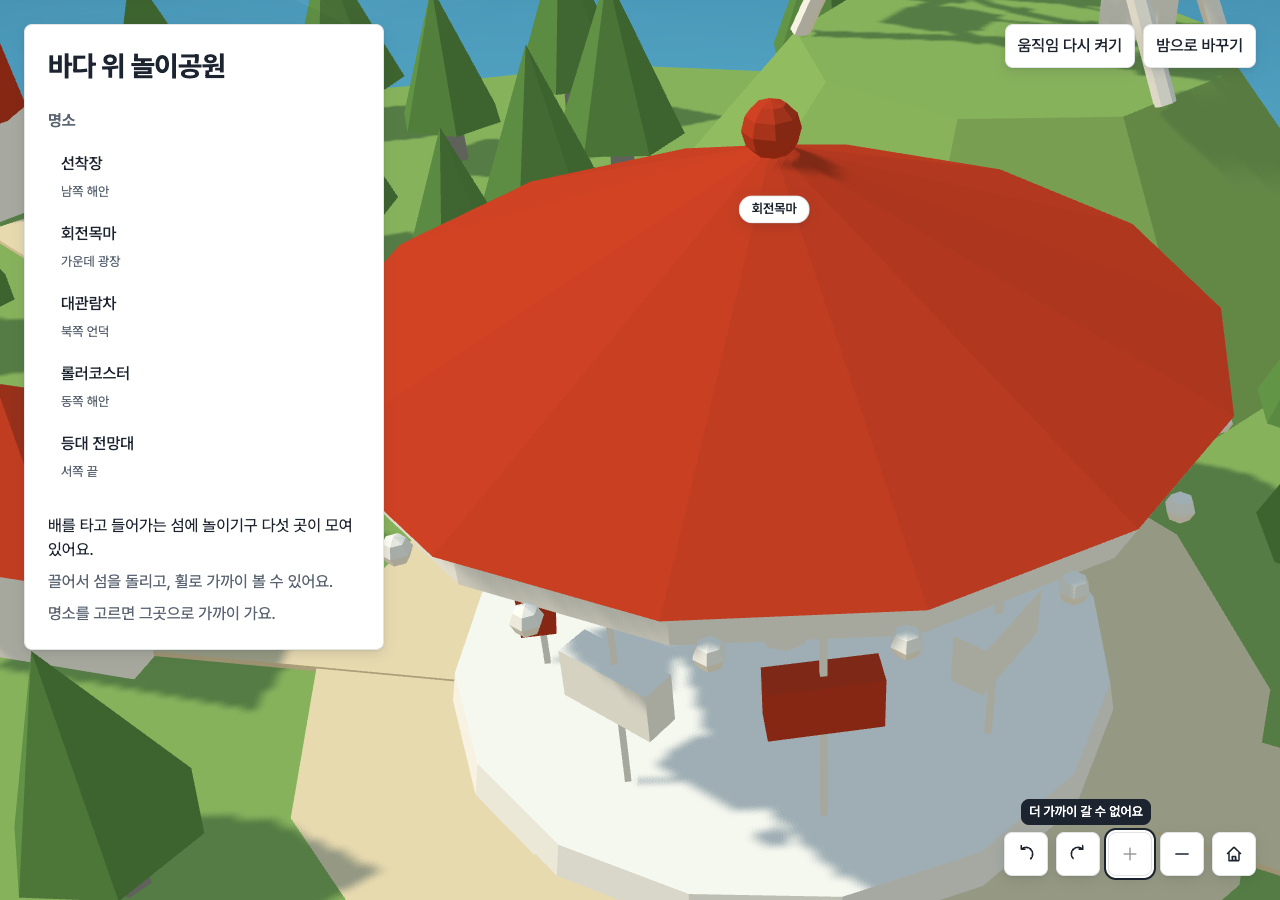 바다 위 놀이공원
명소
선착장
남쪽 해안
회전목마
가운데 광장
대관람차
북쪽 언덕
롤러코스터
동쪽 해안
등대 전망대
서쪽 끝
배를 타고 들어가는 섬에 놀이기구 다섯 곳이 모여
있어요.
끌어서 섬을 돌리고, 휠로 가까이 볼 수 있어요.
명소를 고르면 그곳으로 가까이 가요.
움직임 다시 켜기
밤으로 바꾸기
회전목마
더 가까이 갈 수 없어요